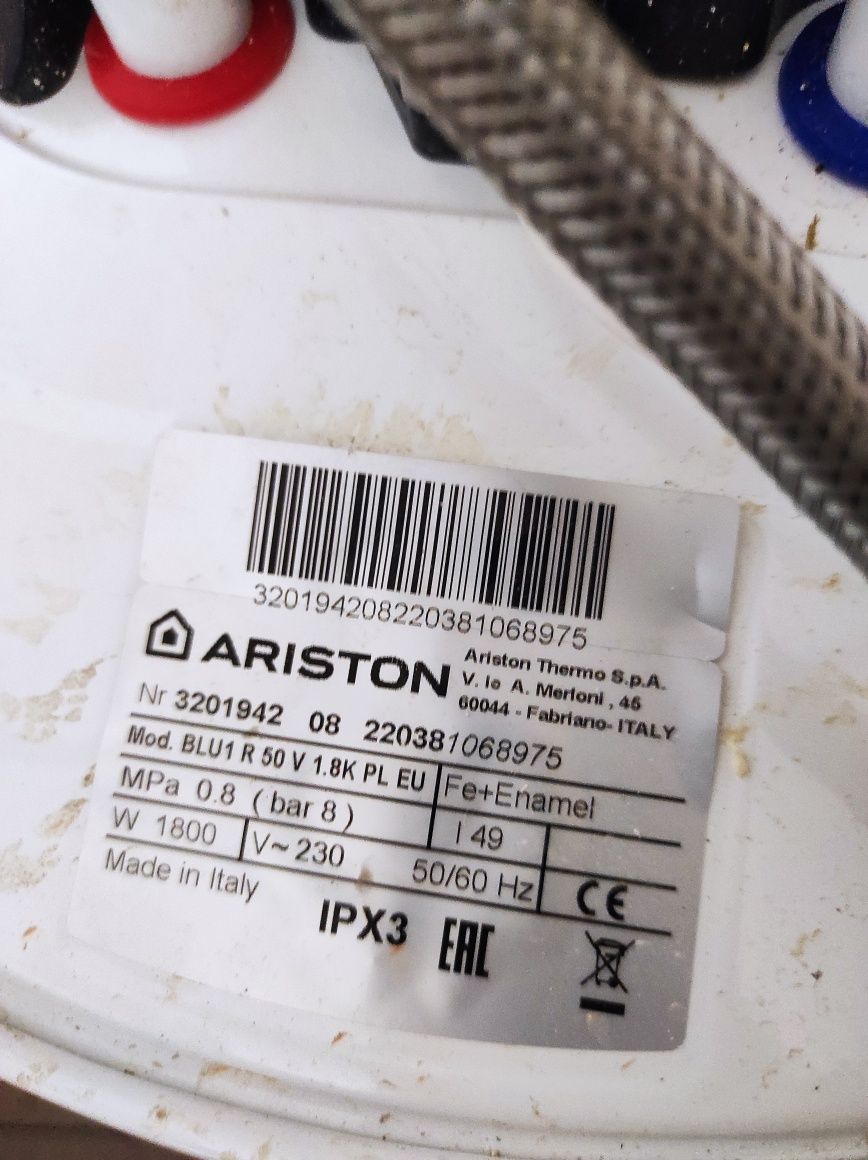 320194208220381068975
ARISTON
Ariston Thermo S.p.A.
V. le A. Merloni , 45
60044 - Fabriano- ITALY
Nr 3201942 08 220381068975
Mod. BLU1 R 50 V 1.8K PL EU Fe+Enamel
MPa 0.8 ( bar 8 ) l 49
W 1800 V~ 230 50/60 Hz CE
Made in Italy
IPX3 EAC